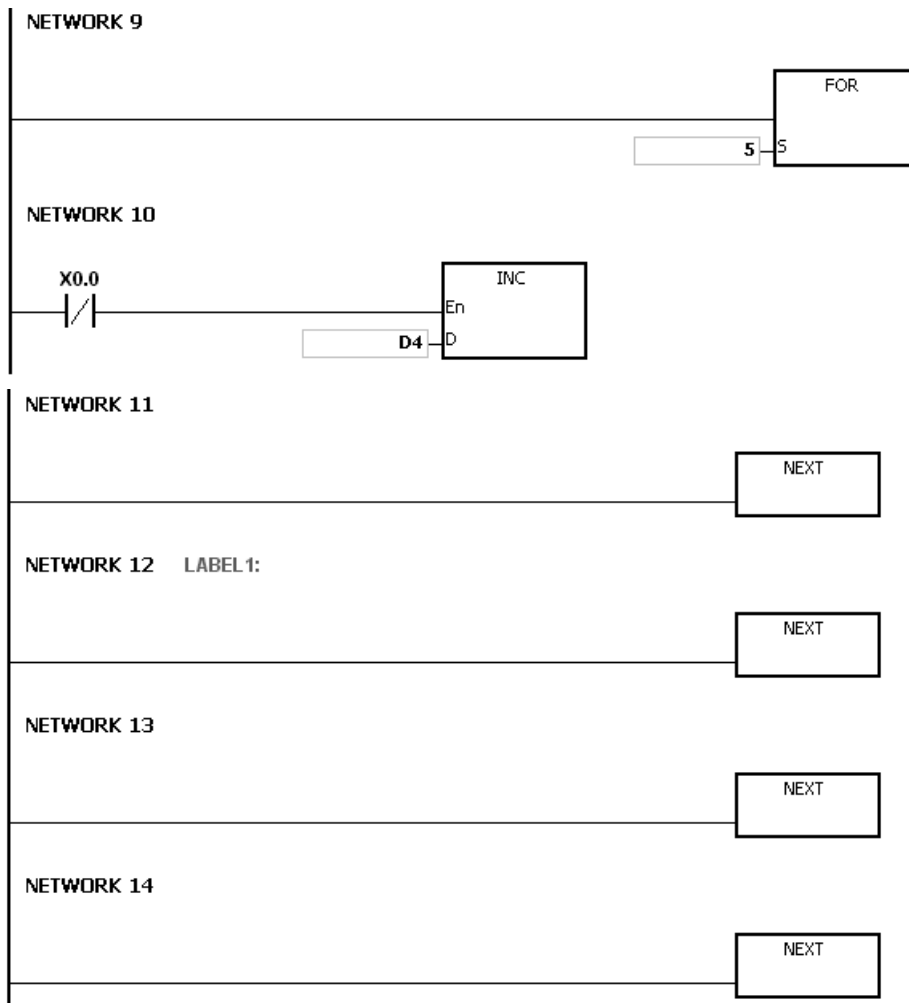 NETWORK 9
FOR
5 S
NETWORK 10
X0.0
INC
En
D4 D
NETWORK 11
NEXT
NETWORK 12 LABEL1:
NEXT
NETWORK 13
NEXT
NETWORK 14
NEXT